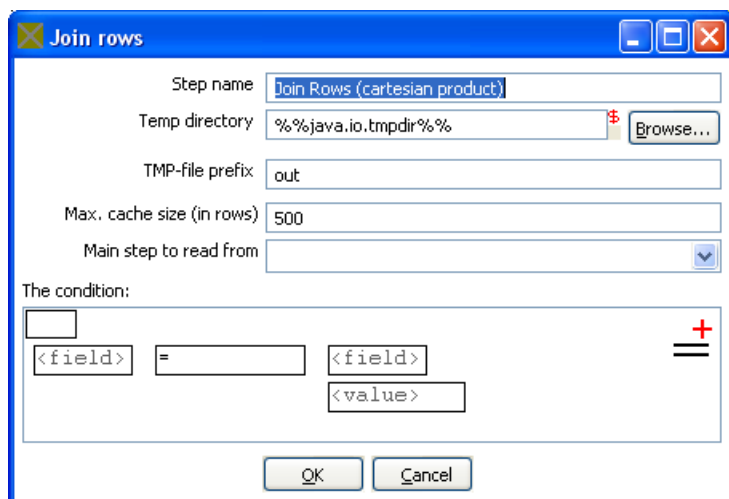 Join rows
Step name Join Rows (cartesian product)
Temp directory %%java.io.tmpdir%% $ Browse...
TMP-file prefix out
Max. cache size (in rows) 500
Main step to read from
The condition:
+
<field> = <field>
<value>
OK Cancel